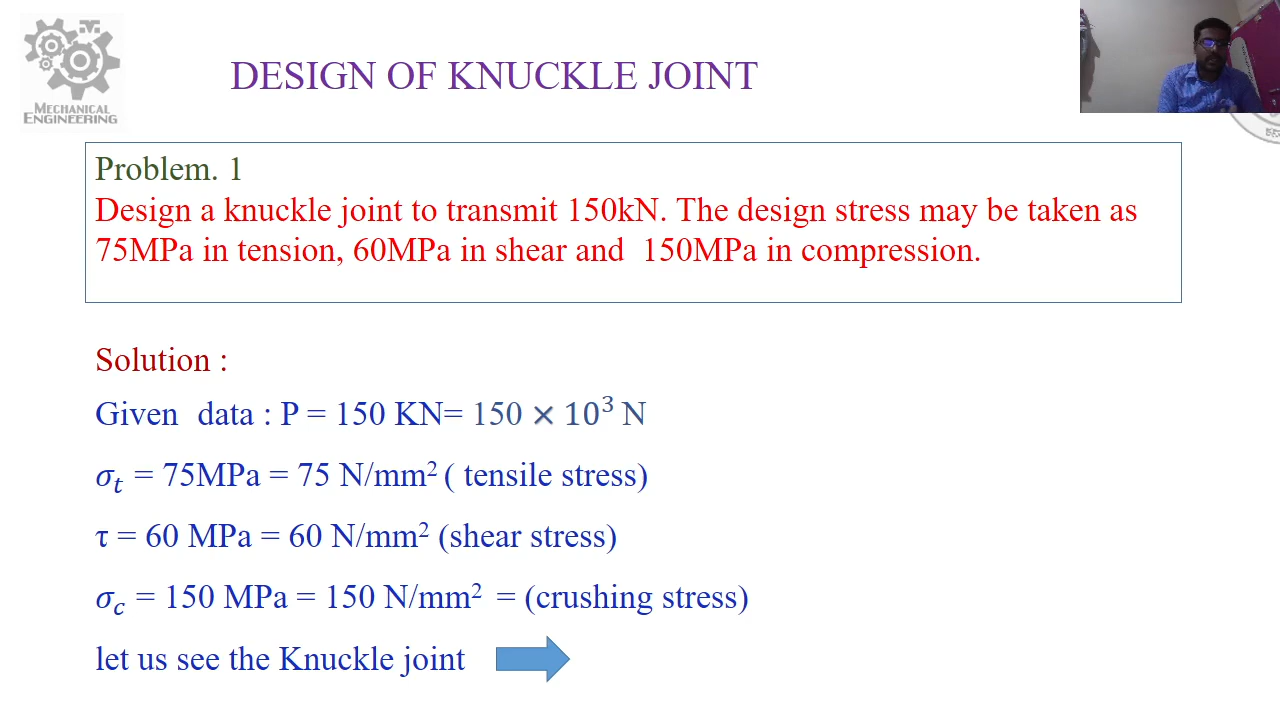 MECHANICAL
ENGINEERING
DESIGN OF KNUCKLE JOINT
Problem. 1
Design a knuckle joint to transmit 150kN. The design stress may be taken as
75MPa in tension, 60MPa in shear and 150MPa in compression.
Solution :
Given data : P = 150 KN= 150 × 10³ N
σₜ = 75MPa = 75 N/mm² ( tensile stress)
τ = 60 MPa = 60 N/mm² (shear stress)
σ_c = 150 MPa = 150 N/mm² = (crushing stress)
let us see the Knuckle joint